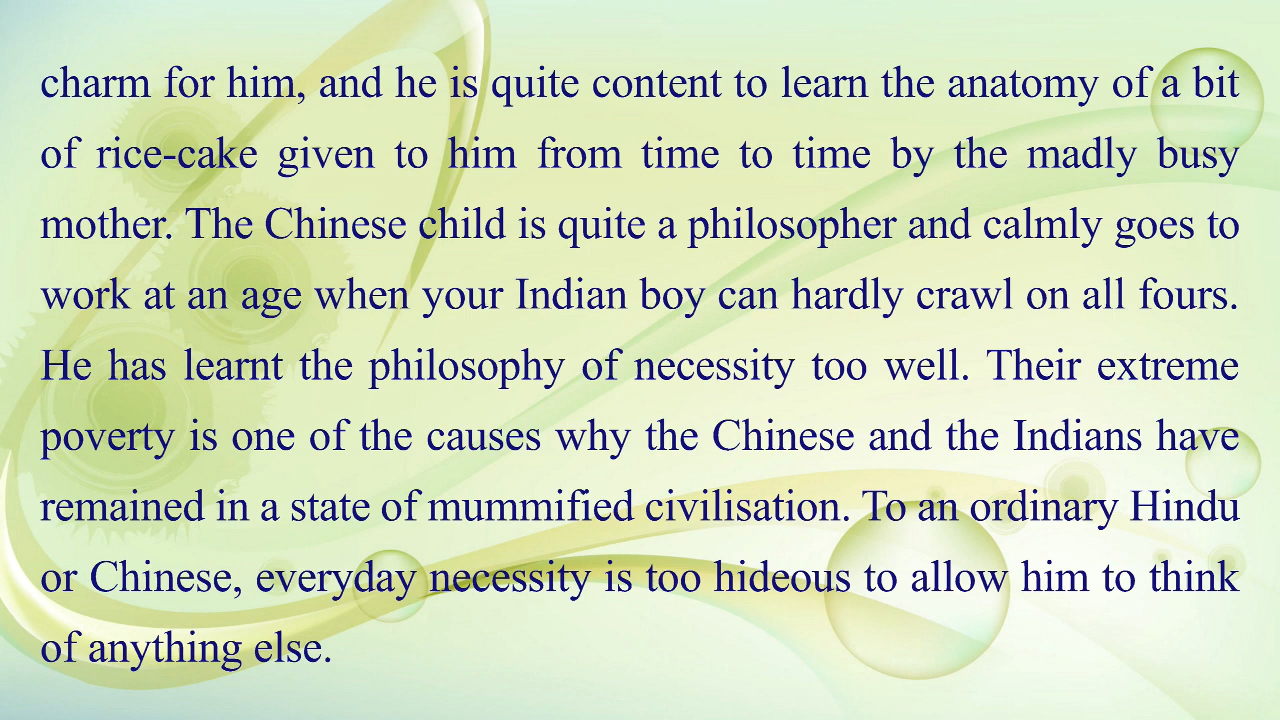 charm for him, and he is quite content to learn the anatomy of a bit
of rice-cake given to him from time to time by the madly busy
mother. The Chinese child is quite a philosopher and calmly goes to
work at an age when your Indian boy can hardly crawl on all fours.
He has learnt the philosophy of necessity too well. Their extreme
poverty is one of the causes why the Chinese and the Indians have
remained in a state of mummified civilisation. To an ordinary Hindu
or Chinese, everyday necessity is too hideous to allow him to think
of anything else.